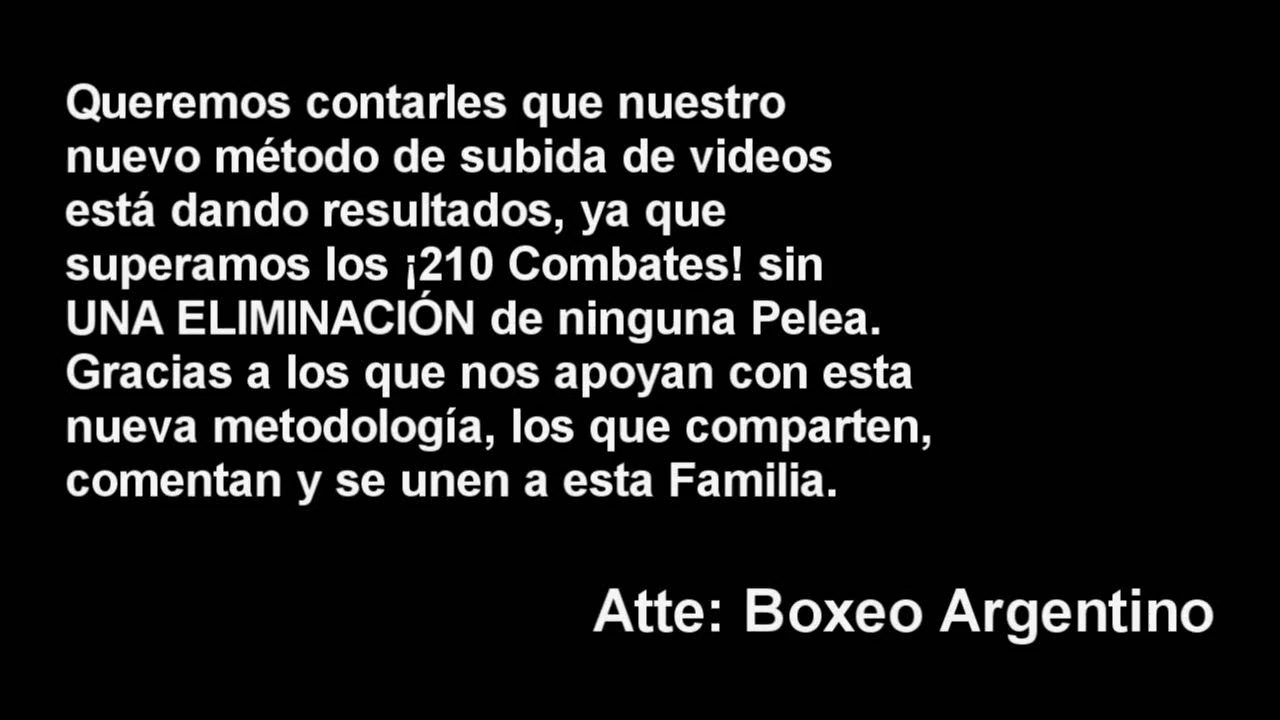 Queremos contarles que nuestro
nuevo método de subida de videos
está dando resultados, ya que
superamos los ¡210 Combates! sin
UNA ELIMINACIÓN de ninguna Pelea.
Gracias a los que nos apoyan con esta
nueva metodología, los que comparten,
comentan y se unen a esta Familia.
Atte: Boxeo Argentino